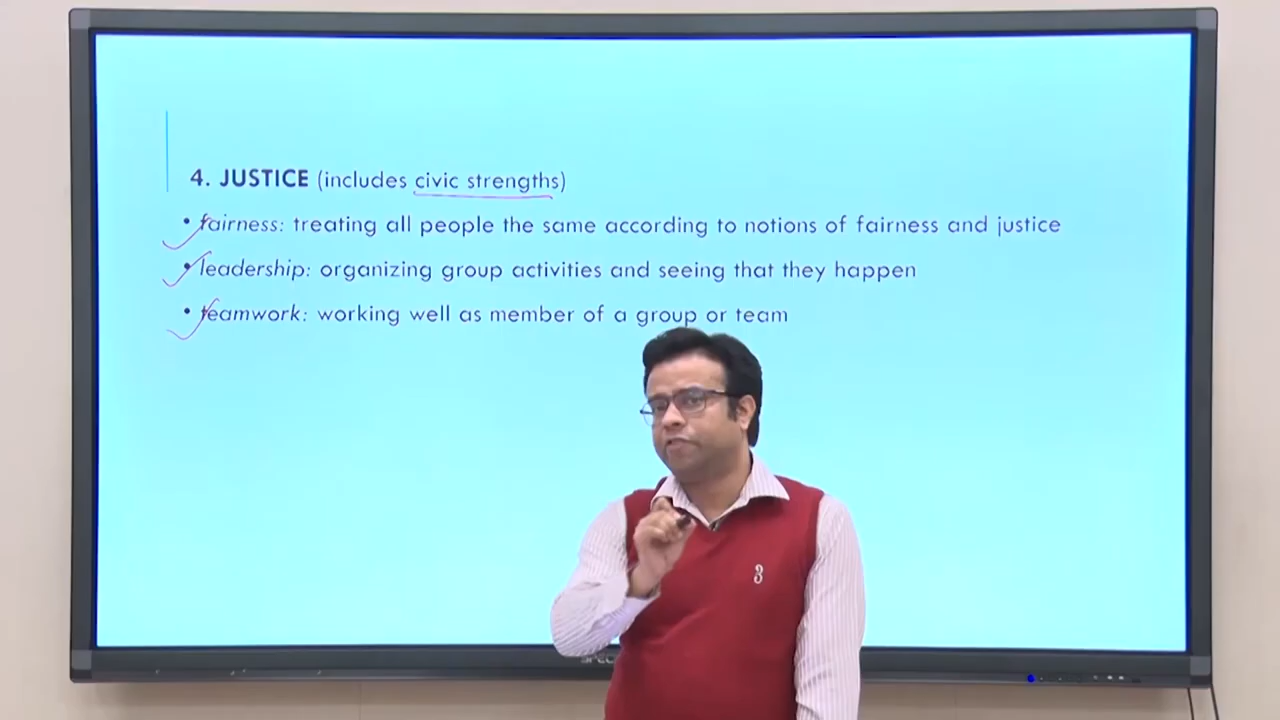 4. JUSTICE (includes civic strengths)
• fairness: treating all people the same according to notions of fairness and justice
• leadership: organizing group activities and seeing that they happen
• teamwork: working well as member of a group or team
3